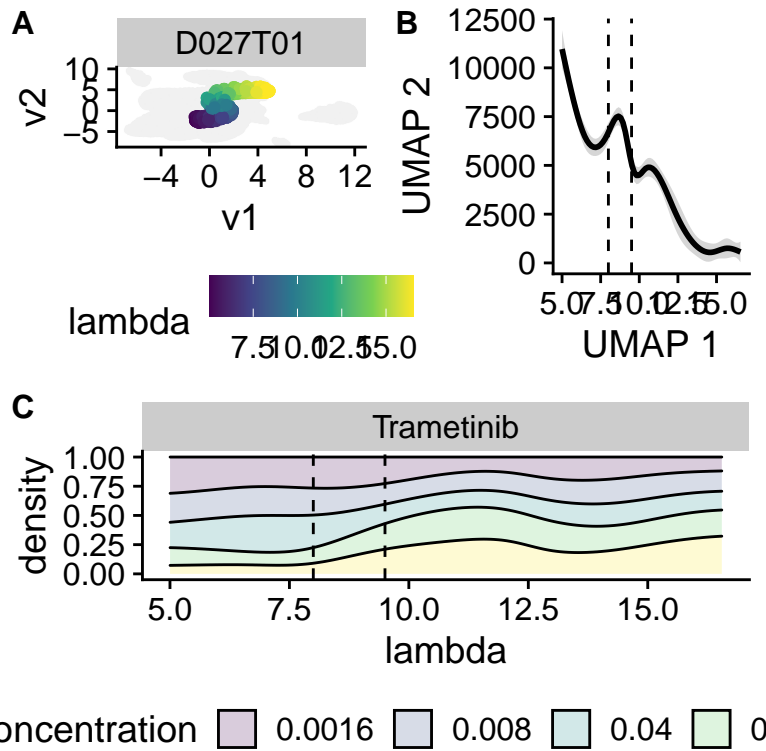 A
D027T01
v2
10
5
0
−5
−4 0 4 8 12
v1
lambda
7.5 10.0 12.5 15.0
B
UMAP 2
12500
10000
7500
5000
2500
0
5.0 7.5 10.0 12.5 15.0
UMAP 1
C
Trametinib
density
1.00
0.75
0.50
0.25
0.00
5.0 7.5 10.0 12.5 15.0
lambda
oncentration 0.0016 0.008 0.04 0